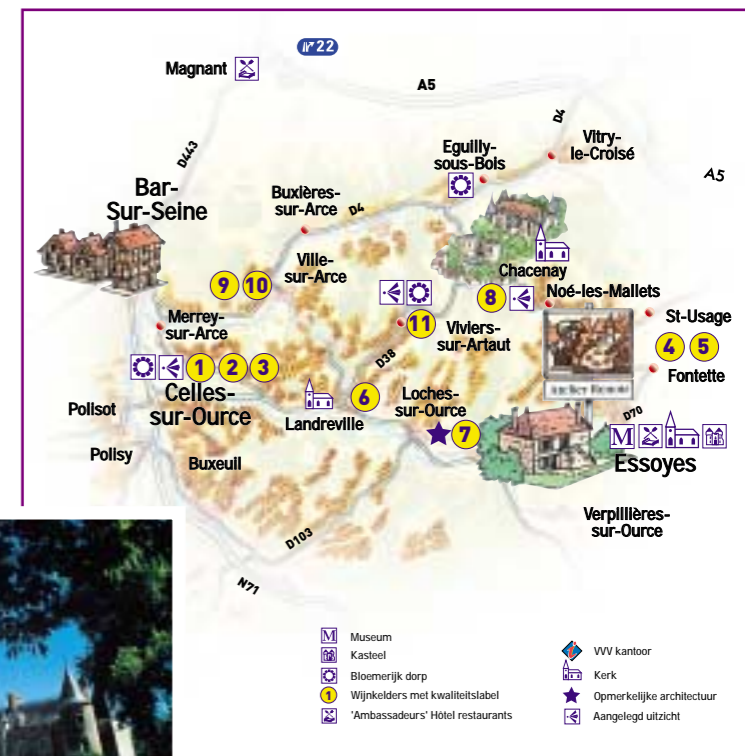 22
Magnant
A5
D4
D443
Vitry-
le-Croisé
Eguilly-
sous-Bois
A5
Bar-
Sur-Seine
Buxières-
sur-Arce
D4
Ville-
sur-Arce
Chacenay
9 10
8
Noé-les-Mallets
Merrey-
sur-Arce
11
Viviers-
sur-Artaut
St-Usage
4 5
Fontette
D38
1 2 3
Celles-
sur-Ource
6
Landreville
Loches-
sur-Ource
7
Atelier Renoir
D70
M
Essoyes
Polisot
Polisy
Buxeuil
Verpillières-
sur-Ource
D103
N71
M Museum
Kasteel
Bloemerijk dorp
1 Wijnkelders met kwaliteitslabel
'Ambassadeurs' Hôtel restaurants
i VVV kantoor
Kerk
Opmerkelijke architectuur
Aangelegd uitzicht